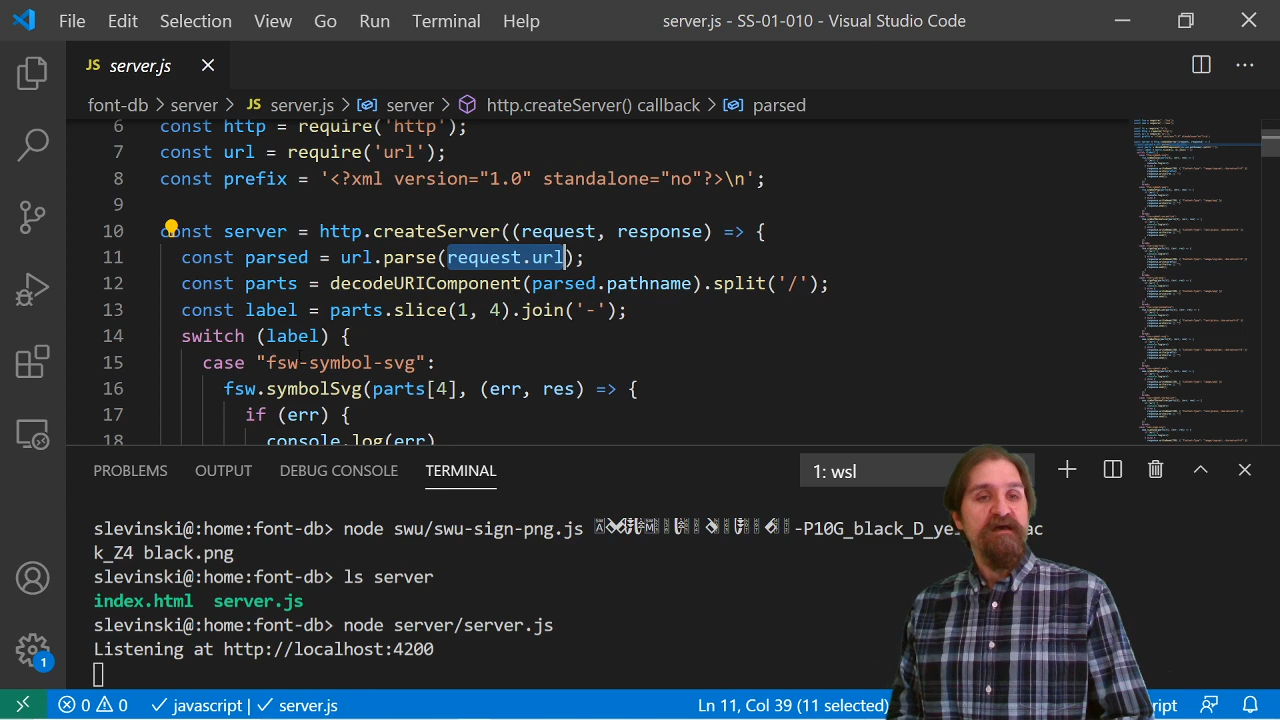 File Edit Selection View Go Run Terminal Help server.js - SS-01-010 - Visual Studio Code
JS server.js
font-db > server > JS server.js > server > http.createServer() callback > parsed
6 const http = require('http');
7 const url = require('url');
8 const prefix = '<?xml version="1.0" standalone="no"?>\n';
9
10 const server = http.createServer((request, response) => {
11 const parsed = url.parse(request.url);
12 const parts = decodeURIComponent(parsed.pathname).split('/');
13 const label = parts.slice(1, 4).join('-');
14 switch (label) {
15 case "fsw-symbol-svg":
16 fsw.symbolSvg(parts[4], (err, res) => {
17 if (err) {
18 console.log(err)
PROBLEMS OUTPUT DEBUG CONSOLE TERMINAL 1: wsl
slevinski@:home:font-db> node swu/swu-sign-png.js -P10G_black_D_ye
k_Z4 black.png
slevinski@:home:font-db> ls server
index.html server.js
slevinski@:home:font-db> node server/server.js
Listening at http://localhost:4200
1 0 0 javascript | server.js Ln 11, Col 39 (11 selected)